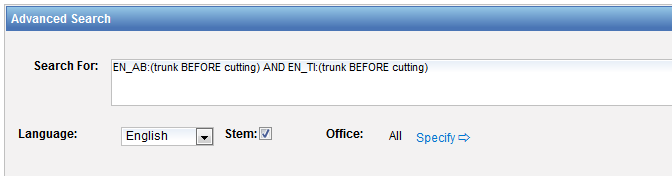 Advanced Search
Search For: EN_AB:(trunk BEFORE cutting) AND EN_TI:(trunk BEFORE cutting)
Language: English Stem: Office: All Specify